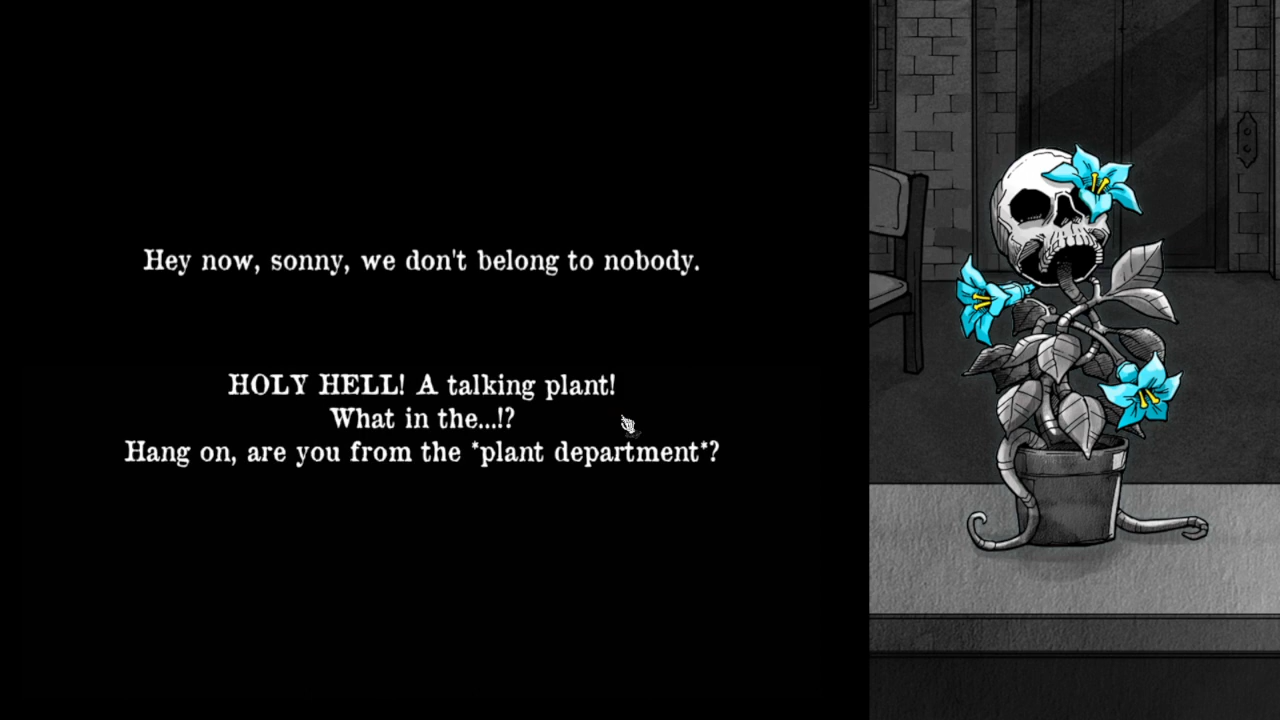 Hey now, sonny, we don't belong to nobody.
HOLY HELL! A talking plant!
What in the...!?
Hang on, are you from the *plant department*?